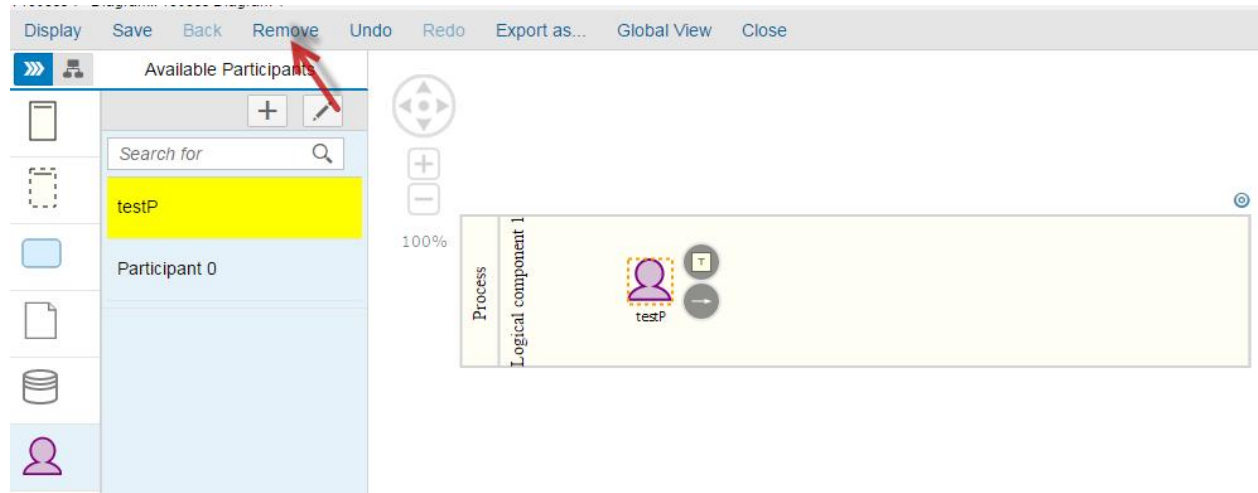 Display Save Back Remove Undo Redo Export as... Global View Close
Available Participants
Search for
testP
Participant 0
100%
Process
Logical component 1
T
testP